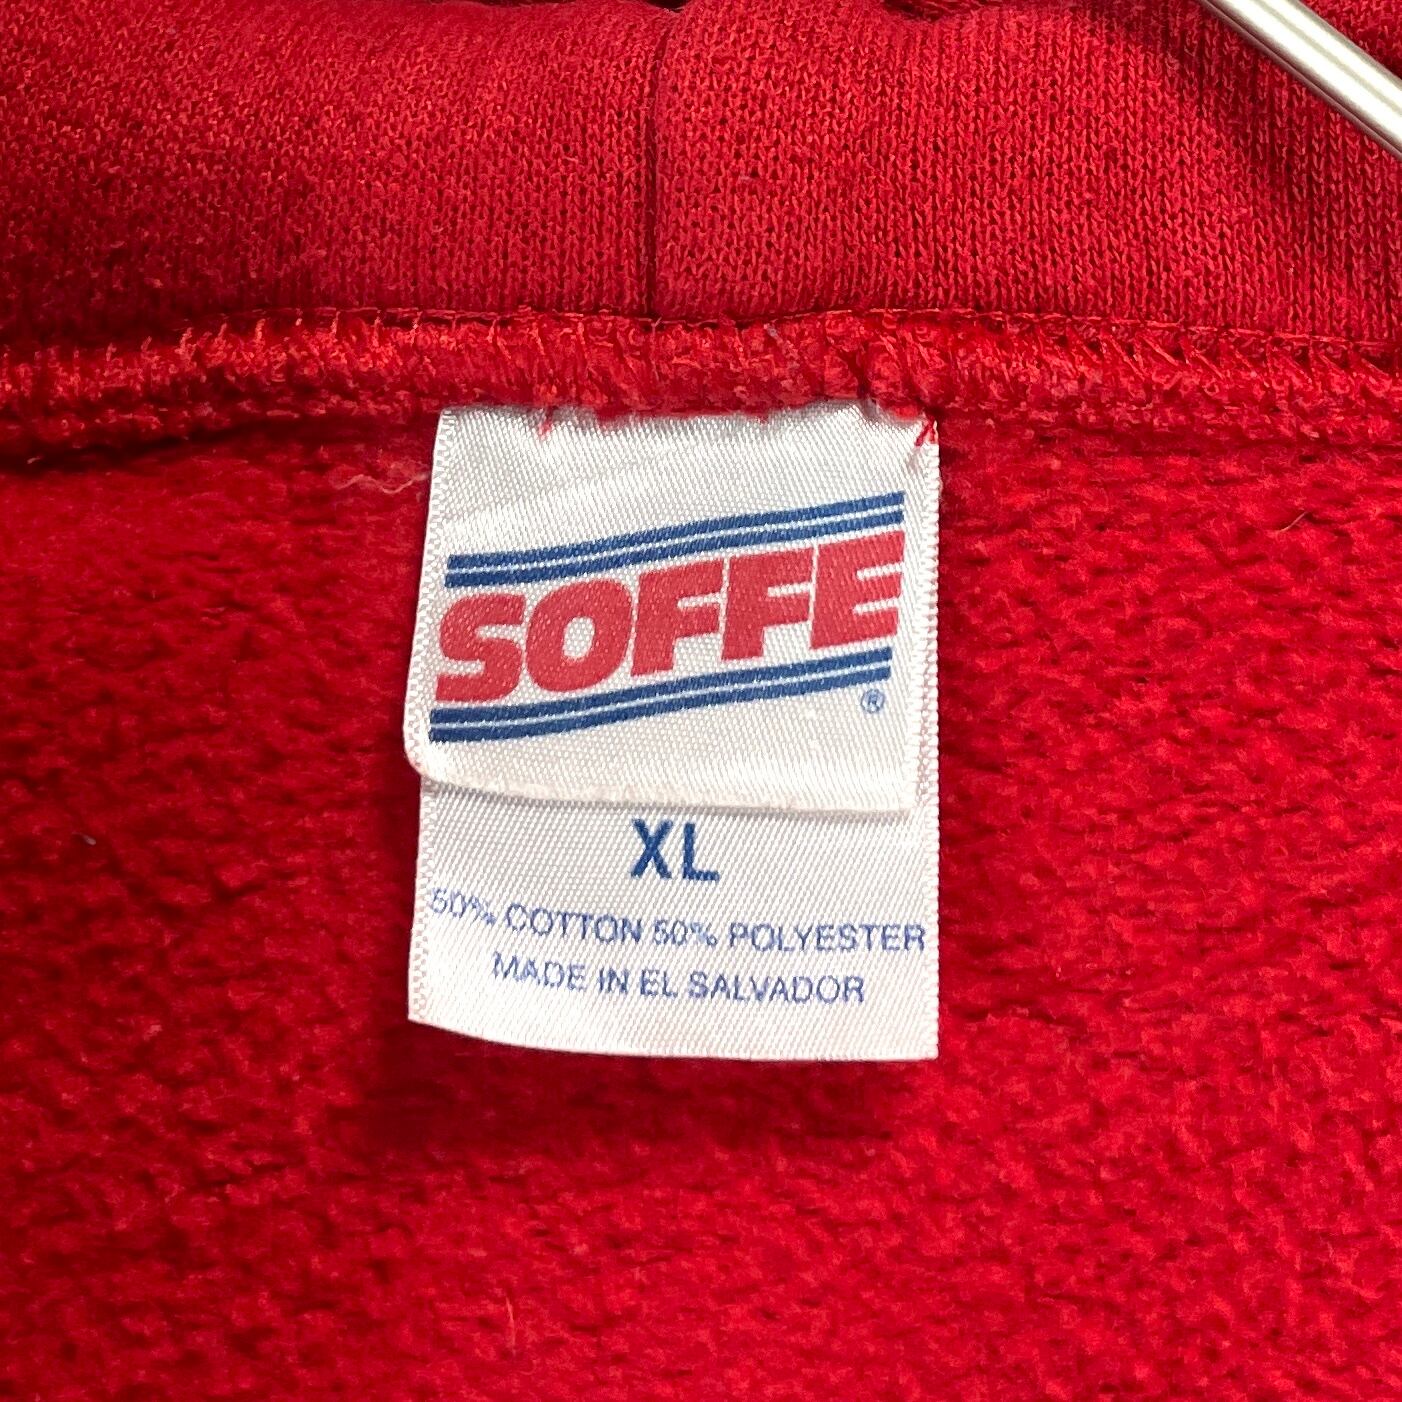 SOFFE
®
XL
50% COTTON 50% POLYESTER
MADE IN EL SALVADOR